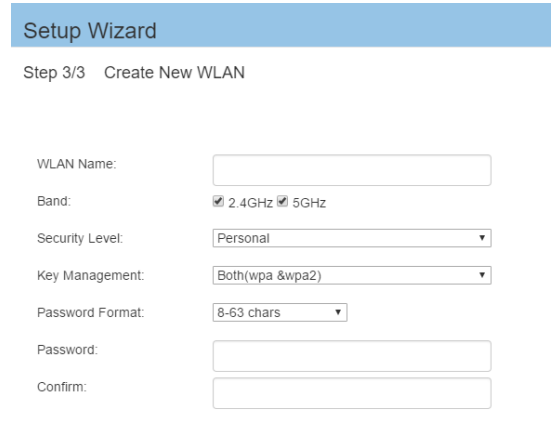 Setup Wizard
Step 3/3 Create New WLAN
WLAN Name:
Band: 2.4GHz 5GHz
Security Level: Personal
Key Management: Both(wpa &wpa2)
Password Format: 8-63 chars
Password:
Confirm: